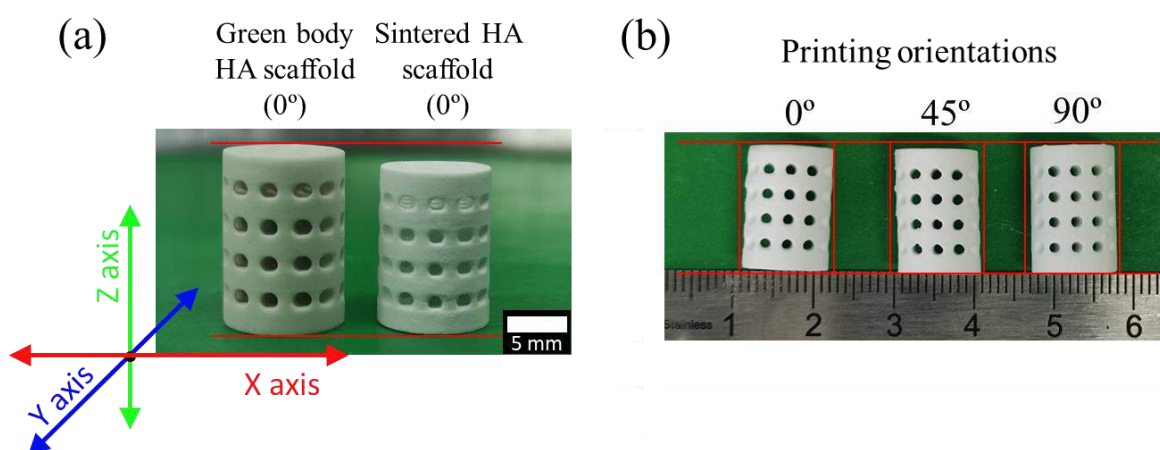 (a)
Green body
HA scaffold
(0º)
Sintered HA
scaffold
(0º)
Z axis
Y axis
X axis
5 mm
(b)
Printing orientations
0º 45º 90º
Stainless
1 2 3 4 5 6